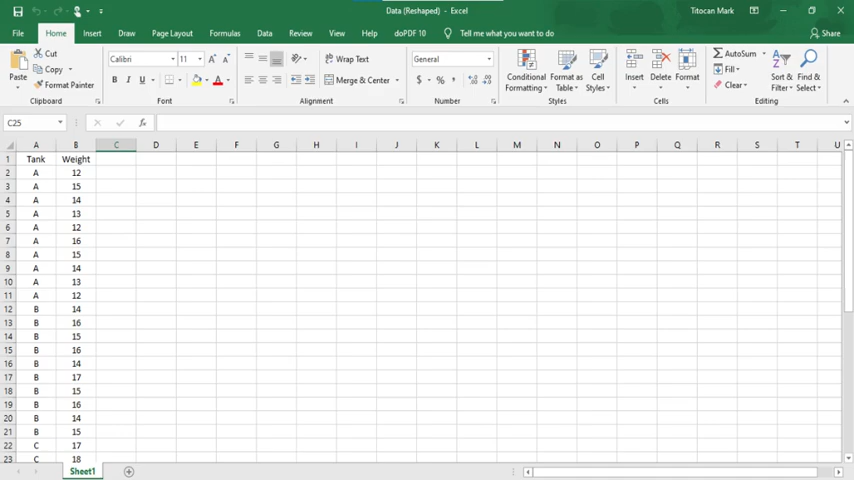 Data (Reshaped) - Excel
Titocan Mark
File Home Insert Draw Page Layout Formulas Data Review View Help doPDF 10 Tell me what you want to do Share
Paste
Cut
Copy
Format Painter
Clipboard
Calibri 11
B I U
Font
Wrap Text
Merge & Center
Alignment
General
$ % ,
Number
Conditional Formatting
Format as Table
Cell Styles
Styles
Insert
Delete
Format
Cells
AutoSum
Fill
Clear
Sort & Filter
Find & Select
Editing
C25
fx
A B C D E F G H I J K L M N O P Q R S T U
1 Tank Weight
2 A 12
3 A 15
4 A 14
5 A 13
6 A 12
7 A 16
8 A 15
9 A 14
10 A 13
11 A 12
12 B 14
13 B 16
14 B 15
15 B 16
16 B 14
17 B 17
18 B 15
19 B 16
20 B 14
21 B 15
22 C 17
23 C 18
Sheet1